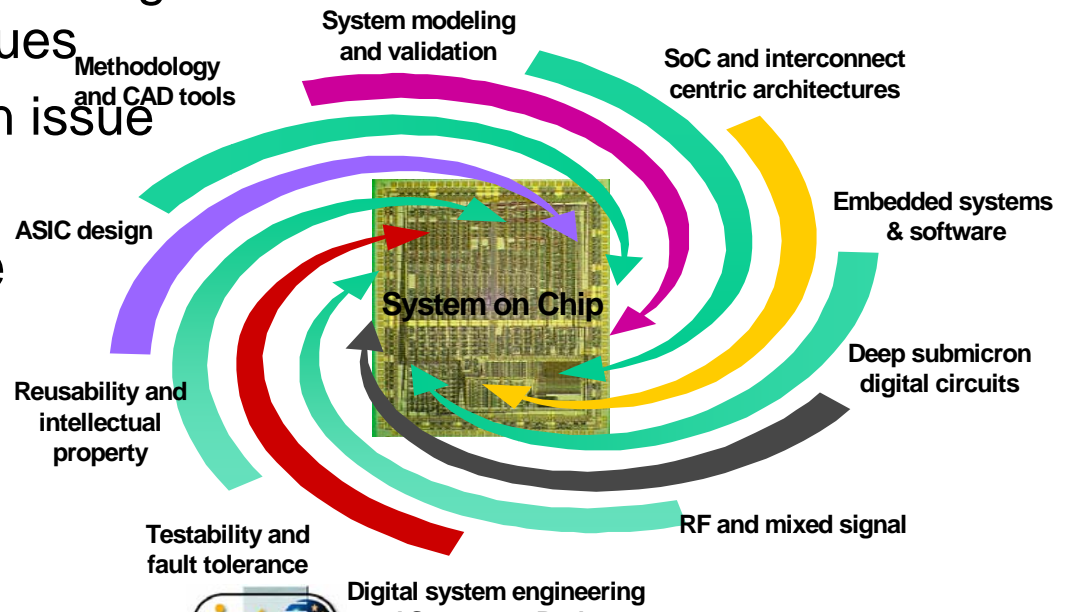 ues
n issue
e
System modeling
and validation
Methodology
and CAD tools
SoC and interconnect
centric architectures
ASIC design
Embedded systems
& software
System on Chip
Deep submicron
digital circuits
Reusability and
intellectual
property
RF and mixed signal
Testability and
fault tolerance
Digital system engineering